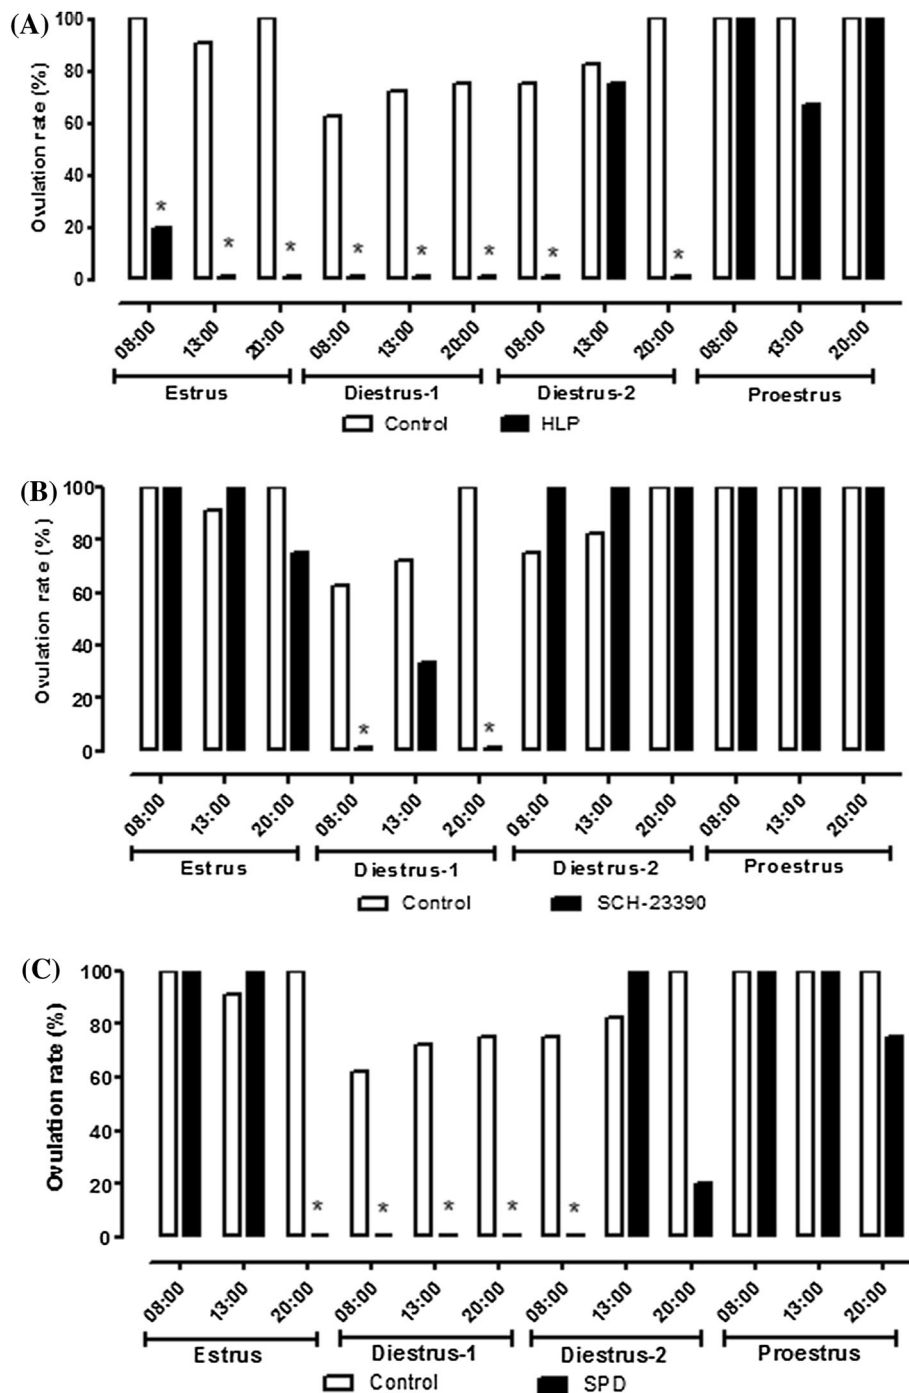 (A)
Ovulation rate (%)
100
80
60
40
20
0
* * * * * * * *
08:00 13:00 20:00 08:00 13:00 20:00 08:00 13:00 20:00 08:00 13:00 20:00
Estrus Diestrus-1 Diestrus-2 Proestrus
Control HLP
(B)
Ovulation rate (%)
100
80
60
40
20
0
* *
08:00 13:00 20:00 08:00 13:00 20:00 08:00 13:00 20:00 08:00 13:00 20:00
Estrus Diestrus-1 Diestrus-2 Proestrus
Control SCH-23390
(C)
Ovulation rate (%)
100
80
60
40
20
0
* * * * *
08:00 13:00 20:00 08:00 13:00 20:00 08:00 13:00 20:00 08:00 13:00 20:00
Estrus Diestrus-1 Diestrus-2 Proestrus
Control SPD